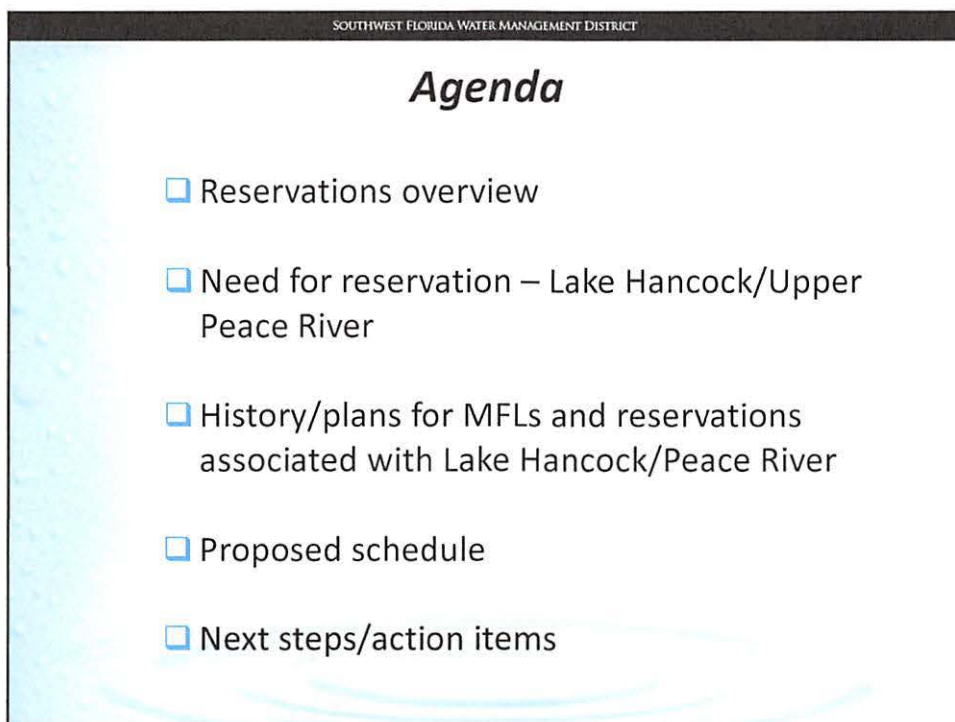 SOUTHWEST FLORIDA WATER MANAGEMENT DISTRICT
Agenda
Reservations overview
Need for reservation – Lake Hancock/Upper
Peace River
History/plans for MFLs and reservations
associated with Lake Hancock/Peace River
Proposed schedule
Next steps/action items